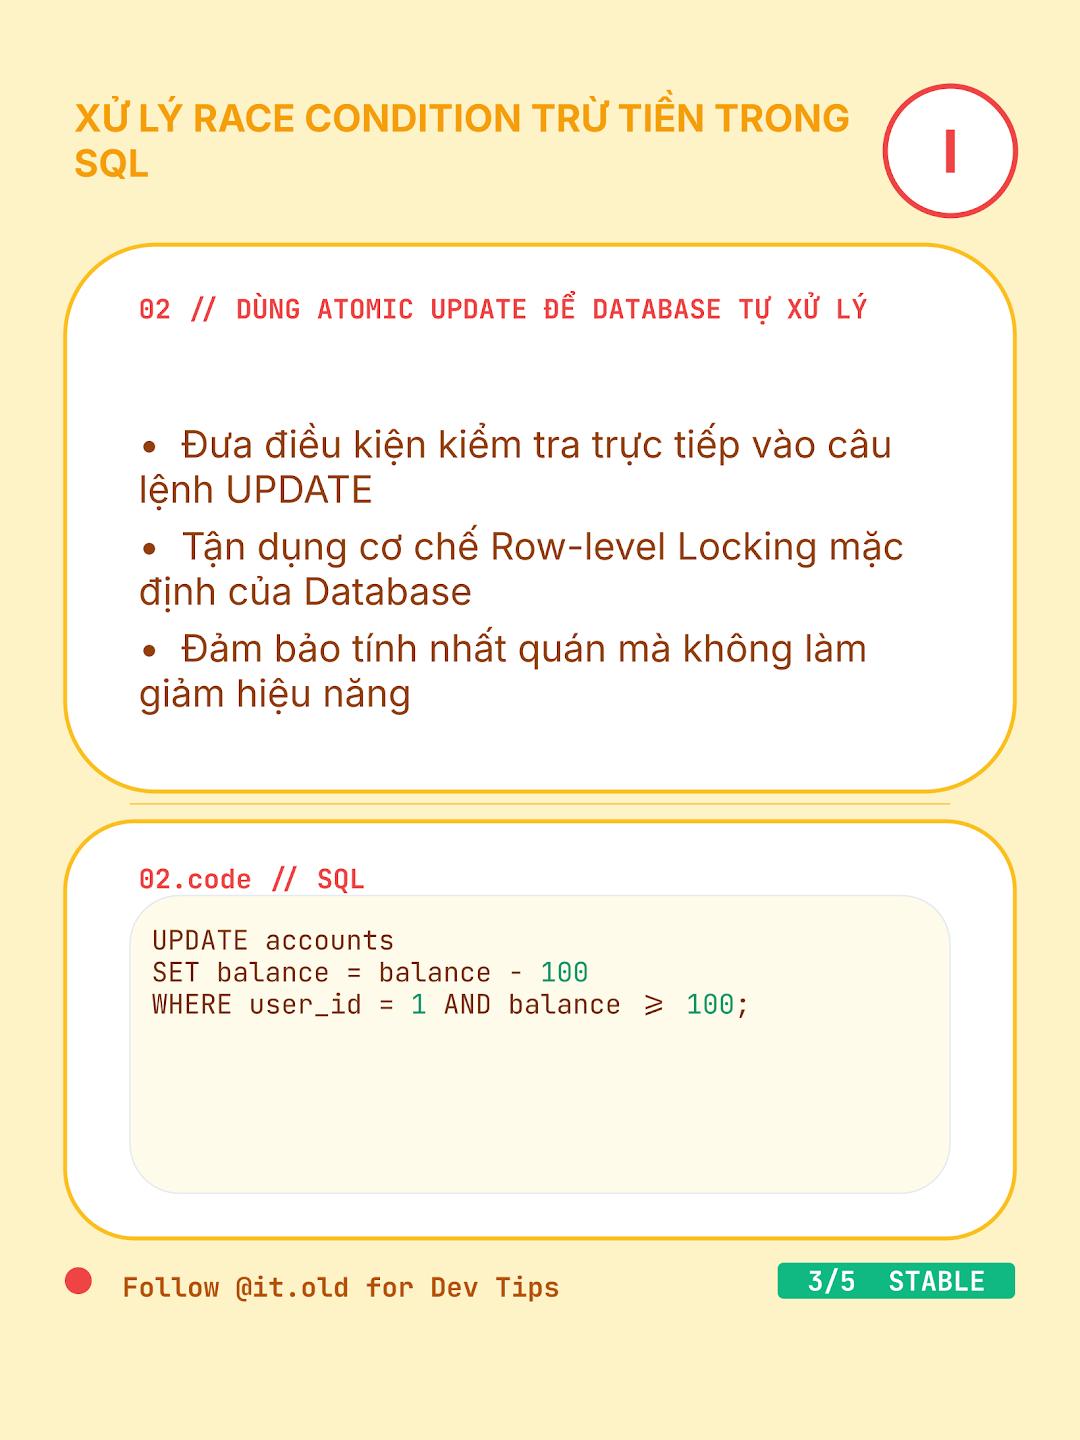 XỬ LÝ RACE CONDITION TRỪ TIỀN TRONG
SQL
I
02 // DÙNG ATOMIC UPDATE ĐỂ DATABASE TỰ XỬ LÝ
• Đưa điều kiện kiểm tra trực tiếp vào câu
lệnh UPDATE
• Tận dụng cơ chế Row-level Locking mặc
định của Database
• Đảm bảo tính nhất quán mà không làm
giảm hiệu năng
02.code // SQL
UPDATE accounts
SET balance = balance - 100
WHERE user_id = 1 AND balance >= 100;
Follow @it.old for Dev Tips
3/5 STABLE